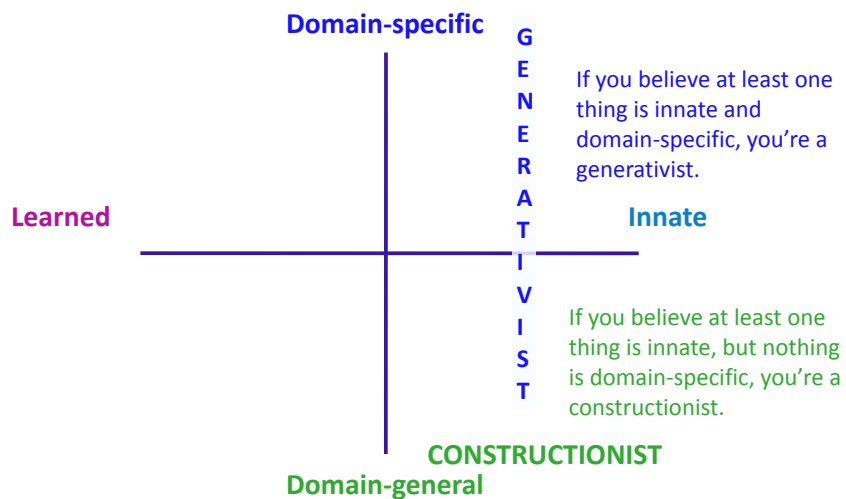 Domain-specific
G
E
N
E
R
A
T
I
V
I
S
T
If you believe at least one
thing is innate and
domain-specific, you’re a
generativist.
Learned
Innate
If you believe at least one
thing is innate, but nothing
is domain-specific, you’re a
constructionist.
CONSTRUCTIONIST
Domain-general